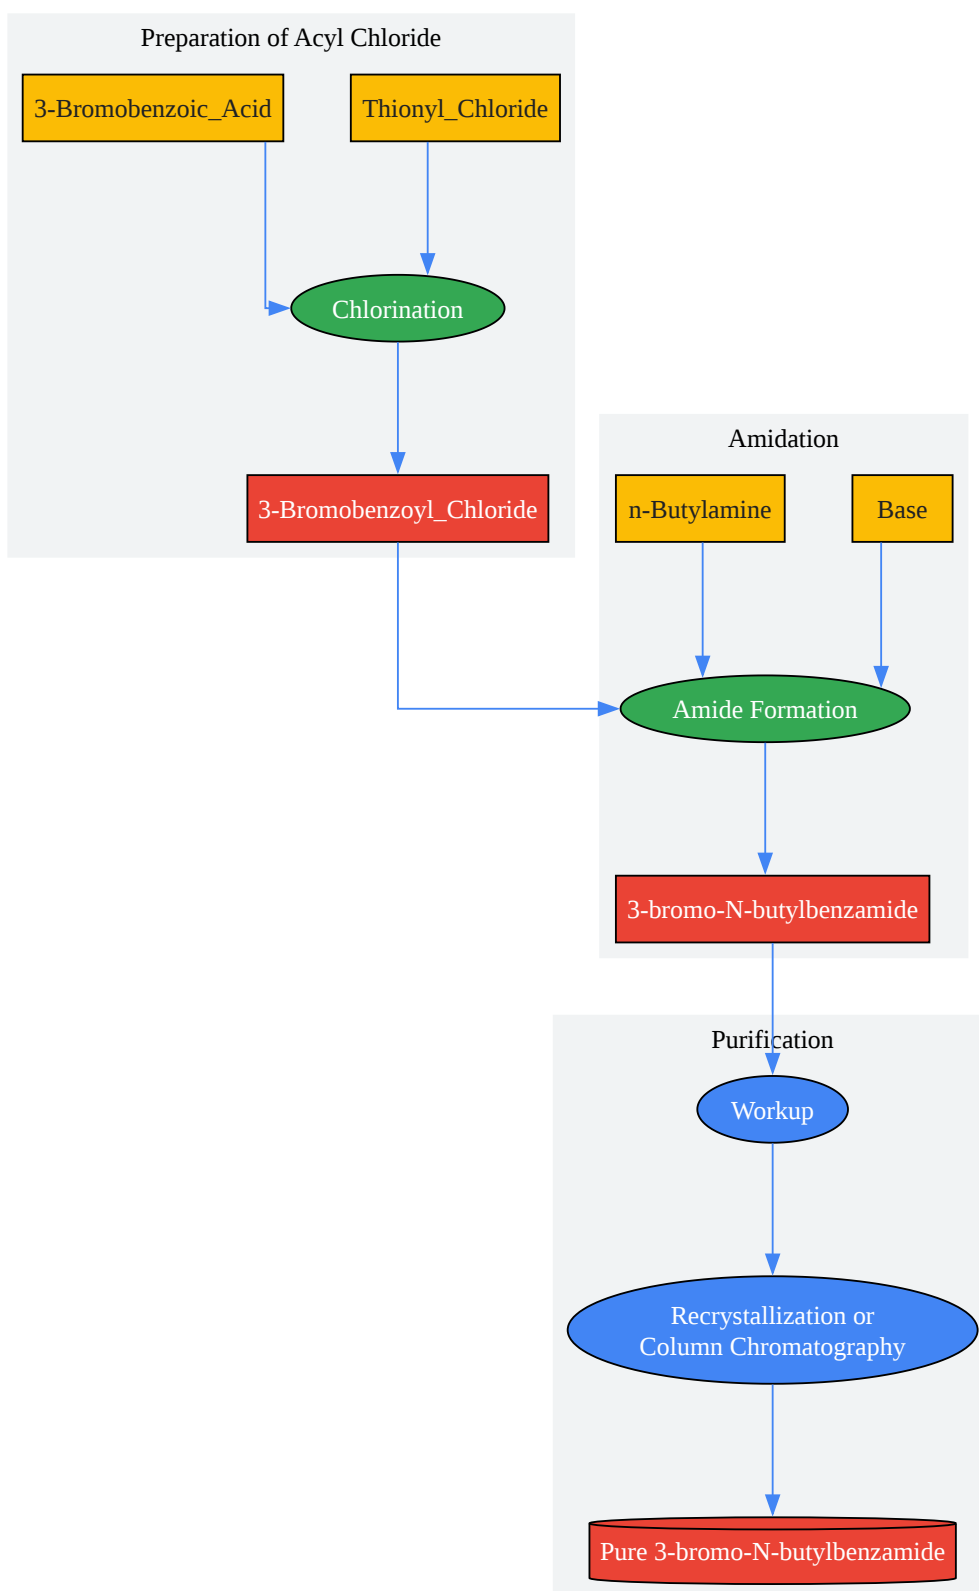 Preparation of Acyl Chloride
3-Bromobenzoic_Acid
Thionyl_Chloride
Chlorination
3-Bromobenzoyl_Chloride
Amidation
n-Butylamine
Base
Amide Formation
3-bromo-N-butylbenzamide
Purification
Workup
Recrystallization or
Column Chromatography
Pure 3-bromo-N-butylbenzamide